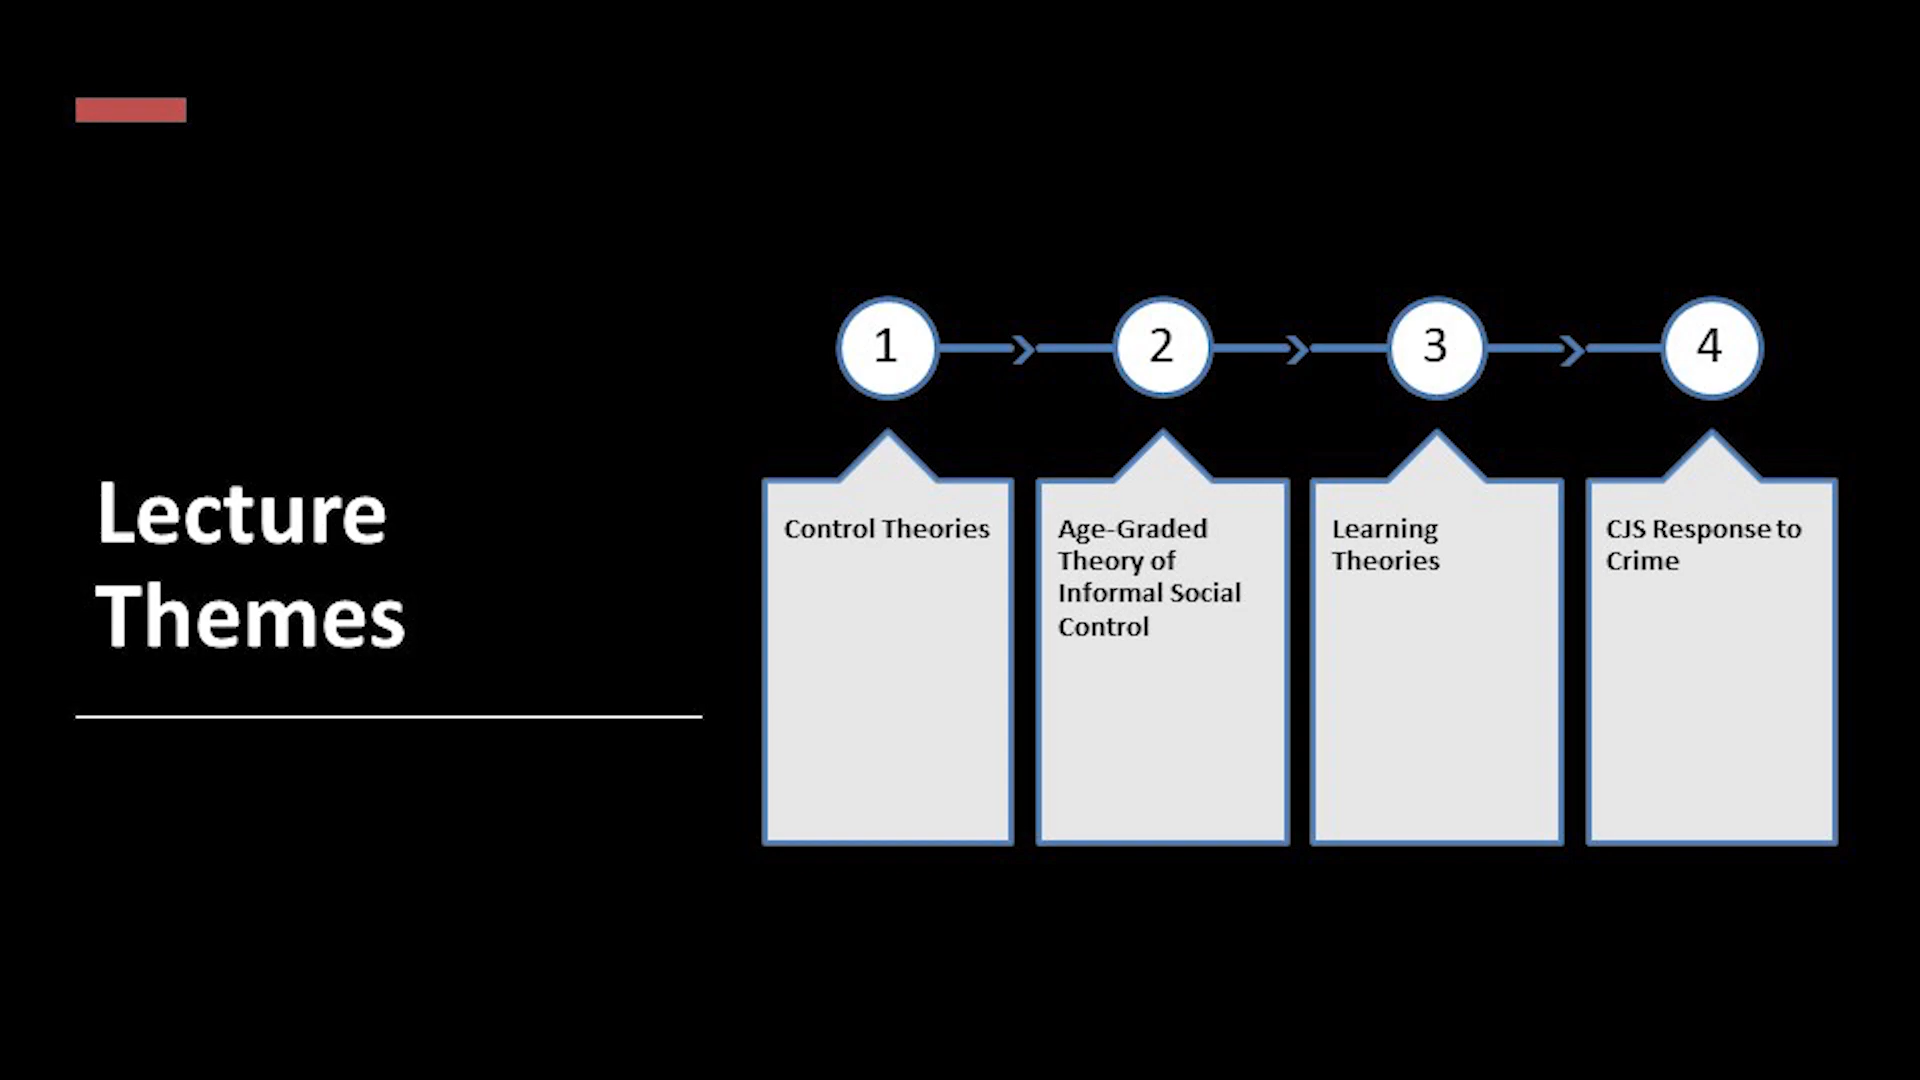 Lecture
Themes
1
2
3
4
Control Theories
Age-Graded
Theory of
Informal Social
Control
Learning
Theories
CJS Response to
Crime